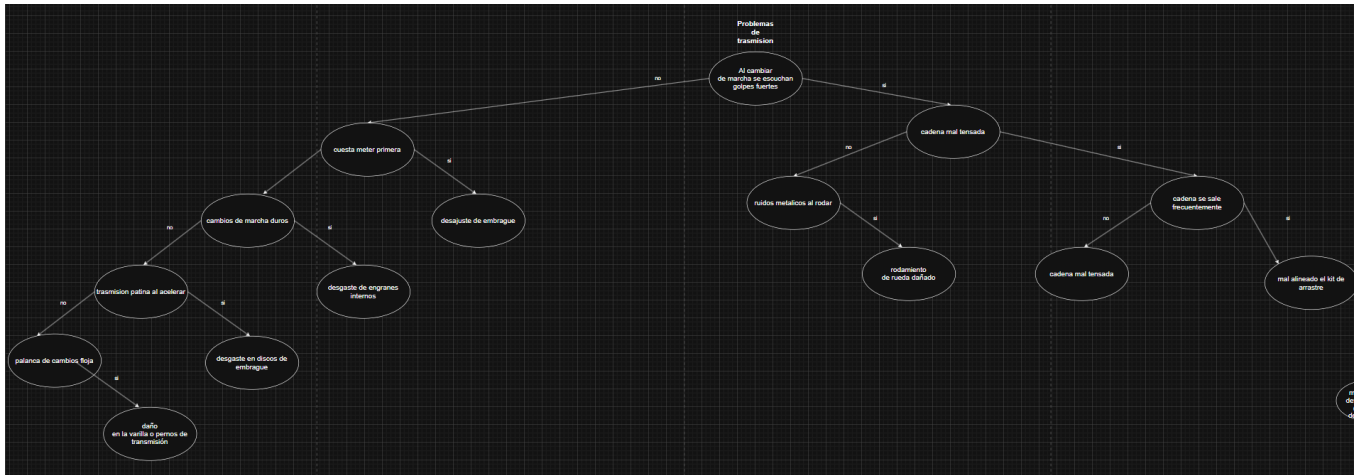 Problemas
de
trasmision
Al cambiar
de marcha se escuchan
golpes fuertes
no
si
cadena mal tensada
cuesta meter primera
no
si
si
ruidos metalicos al rodar
cadena se sale
frecuentemente
cambios de marcha duros
desajuste de embrague
no
si
si
no
si
rodamiento
de rueda dañado
cadena mal tensada
mal alineado el kit de
arrastre
trasmision patina al acelerar
desgaste de engranes
internos
no
si
palanca de cambios floja
desgaste en discos de
embrague
si
daño
en la varilla o pernos de
transmisión